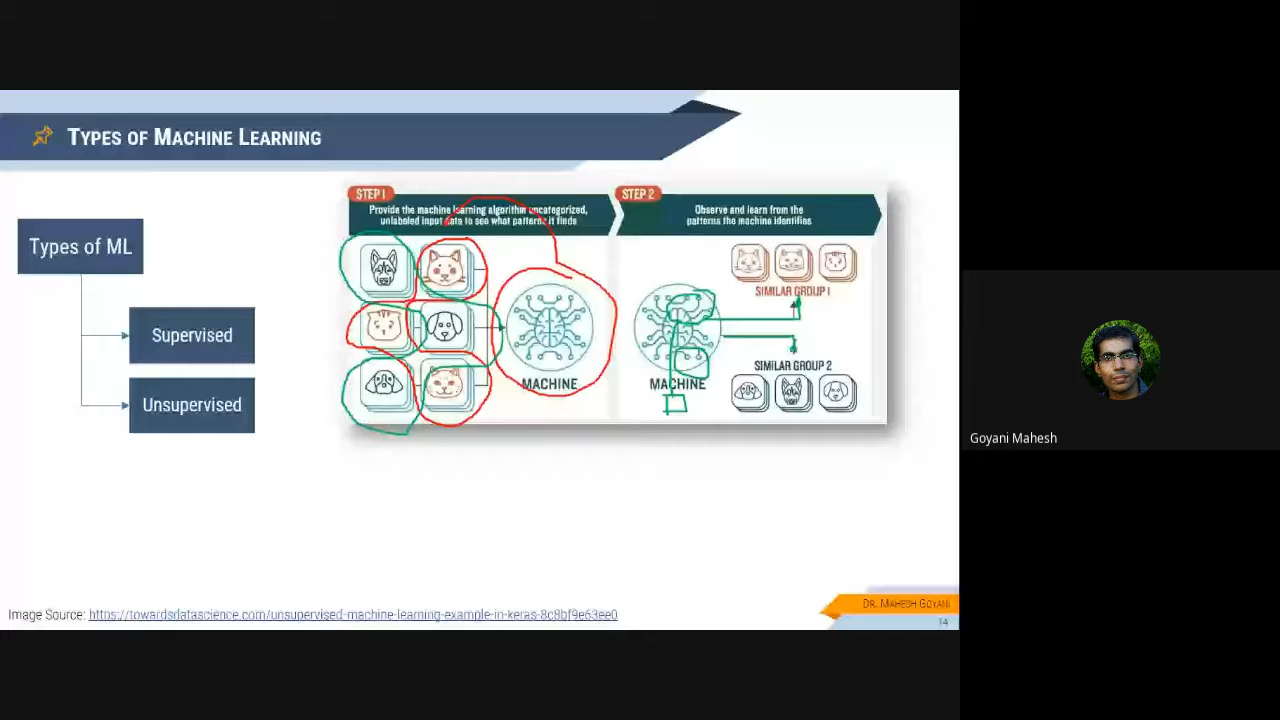 TYPES OF MACHINE LEARNING
Types of ML
Supervised
Unsupervised
STEP 1
Provide the machine learning algorithm uncategorized,
unlabeled input data to see what patterns it finds
MACHINE
STEP 2
Observe and learn from the
patterns the machine identifies
MACHINE
SIMILAR GROUP 1
SIMILAR GROUP 2
Image Source: https://towardsdatascience.com/unsupervised-machine-learning-example-in-keras-8c8bf9e63ee0
DR. MAHESH GOYANI
14
Goyani Mahesh